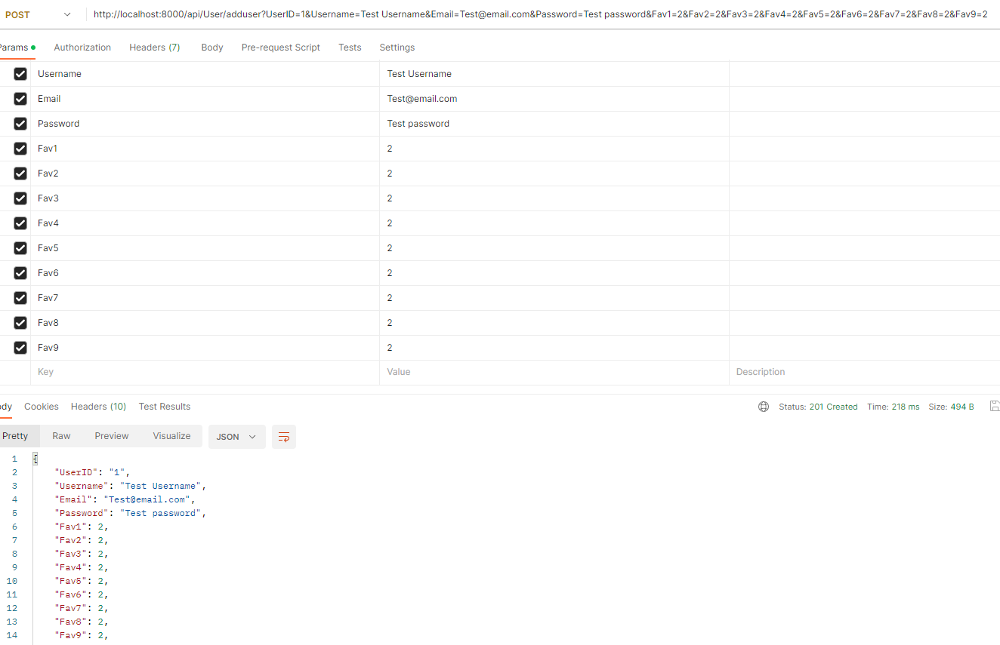 POST http://localhost:8000/api/User/adduser?UserID=1&Username=Test Username&Email=Test@email.com&Password=Test password&Fav1=2&Fav2=2&Fav3=2&Fav4=2&Fav5=2&Fav6=2&Fav7=2&Fav8=2&Fav9=2
Params Authorization Headers (7) Body Pre-request Script Tests Settings
Username Test Username
Email Test@email.com
Password Test password
Fav1 2
Fav2 2
Fav3 2
Fav4 2
Fav5 2
Fav6 2
Fav7 2
Fav8 2
Fav9 2
Key Value Description
ody Cookies Headers (10) Test Results Status: 201 Created Time: 218 ms Size: 494 B
Pretty Raw Preview Visualize JSON
1 {
2 "UserID": "1",
3 "Username": "Test Username",
4 "Email": "Test@email.com",
5 "Password": "Test password",
6 "Fav1": 2,
7 "Fav2": 2,
8 "Fav3": 2,
9 "Fav4": 2,
10 "Fav5": 2,
11 "Fav6": 2,
12 "Fav7": 2,
13 "Fav8": 2,
14 "Fav9": 2,